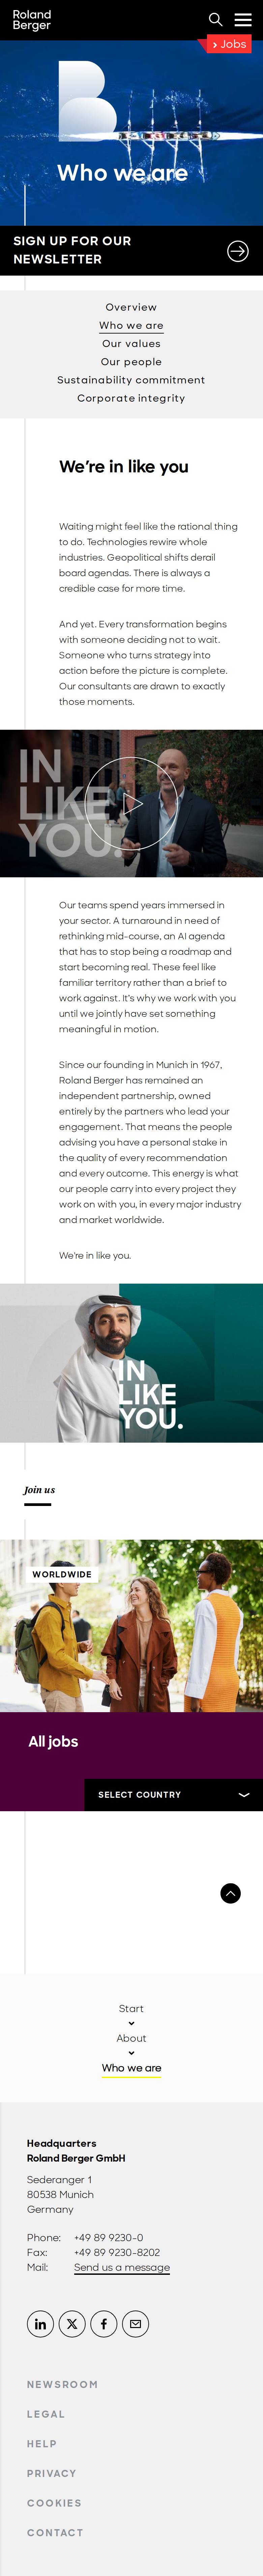 Roland
Berger
Jobs
B
Who we are
SIGN UP FOR OUR
NEWSLETTER
Overview
Who we are
Our values
Our people
Sustainability commitment
Corporate integrity
We're in like you
Waiting might feel like the rational thing
to do. Technologies rewire whole
industries. Geopolitical shifts derail
board agendas. There is always a
credible case for more time.
And yet. Every transformation begins
with someone deciding not to wait.
Someone who turns strategy into
action before the picture is complete.
Our consultants are drawn to exactly
those moments.
IN
LIKE
YOU.
Our teams spend years immersed in
your sector. A turnaround in need of
rethinking mid-course, an AI agenda
that has to stop being a roadmap and
start becoming real. These feel like
familiar territory rather than a brief to
work against. It's why we work with you
until we jointly have set something
meaningful in motion.
Since our founding in Munich in 1967,
Roland Berger has remained an
independent partnership, owned
entirely by the partners who lead your
engagement. That means the people
advising you have a personal stake in
the quality of every recommendation
and every outcome. This energy is what
our people carry into every project they
work on with you, in every major industry
and market worldwide.
We're in like you.
IN
LIKE
YOU.
Join us
WORLDWIDE
All jobs
SELECT COUNTRY
Start
About
Who we are
Headquarters
Roland Berger GmbH
Sederanger 1
80538 Munich
Germany
Phone: +49 89 9230-0
Fax: +49 89 9230-8202
Mail: Send us a message
NEWSROOM
LEGAL
HELP
PRIVACY
COOKIES
CONTACT